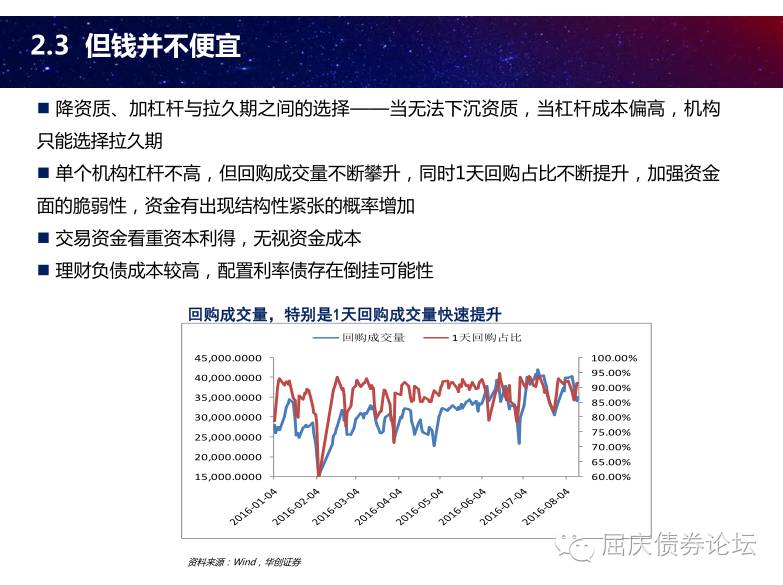 2.3 但钱并不便宜
■ 降资质、加杠杆与拉久期之间的选择——当无法下沉资质，当杠杆成本偏高，机构
只能选择拉久期
■ 单个机构杠杆不高，但回购成交量不断攀升，同时1天回购占比不断提升，加强资金
面的脆弱性，资金有出现结构性紧张的概率增加
■ 交易资金看重资本利得，无视资金成本
■ 理财负债成本较高，配置利率债存在倒挂可能性
回购成交量，特别是1天回购成交量快速提升
回购成交量 1天回购占比
45,000.0000 100.00%
40,000.0000 95.00%
35,000.0000 90.00%
30,000.0000 85.00%
25,000.0000 80.00%
20,000.0000 75.00%
15,000.0000 70.00%
65.00%
60.00%
2016-01-04 2016-02-04 2016-03-04 2016-04-04 2016-05-04 2016-06-04 2016-07-04 2016-08-04
屈庆债券论坛
资料来源：Wind，华创证券